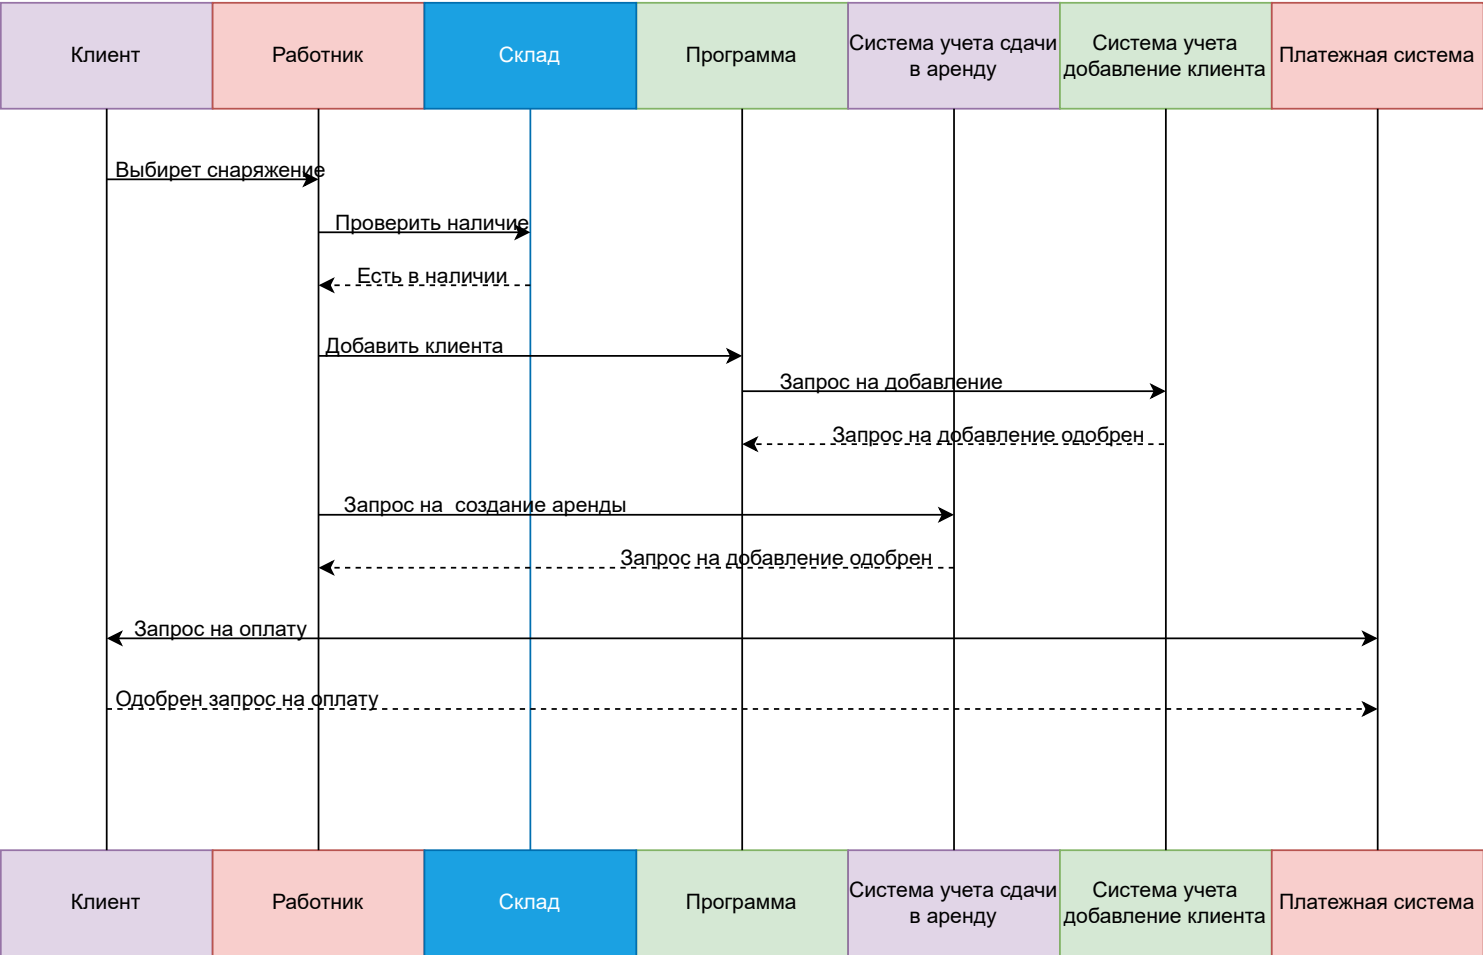 Клиент
Работник
Склад
Программа
Система учета сдачи
в аренду
Система учета
добавление клиента
Платежная система
Выбирет снаряжение
Проверить наличие
Есть в наличии
Добавить клиента
Запрос на добавление
Запрос на добавление одобрен
Запрос на  создание аренды
Запрос на добавление одобрен
Запрос на оплату
Одобрен запрос на оплату
Клиент
Работник
Склад
Программа
Система учета сдачи
в аренду
Система учета
добавление клиента
Платежная система